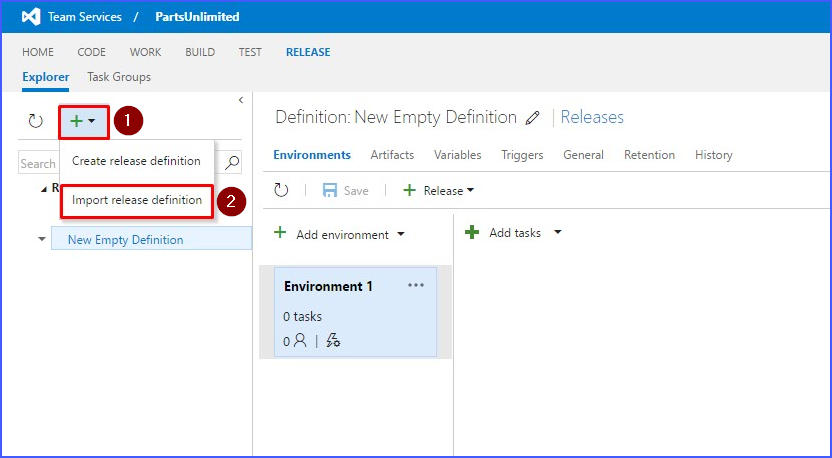 Team Services / PartsUnlimited
HOME CODE WORK BUILD TEST RELEASE
Explorer Task Groups
1
Create release definition
Search
R
Import release definition 2
New Empty Definition
Definition: New Empty Definition | Releases
Environments Artifacts Variables Triggers General Retention History
Save + Release
+ Add environment
+ Add tasks
Environment 1 ...
0 tasks
0 |